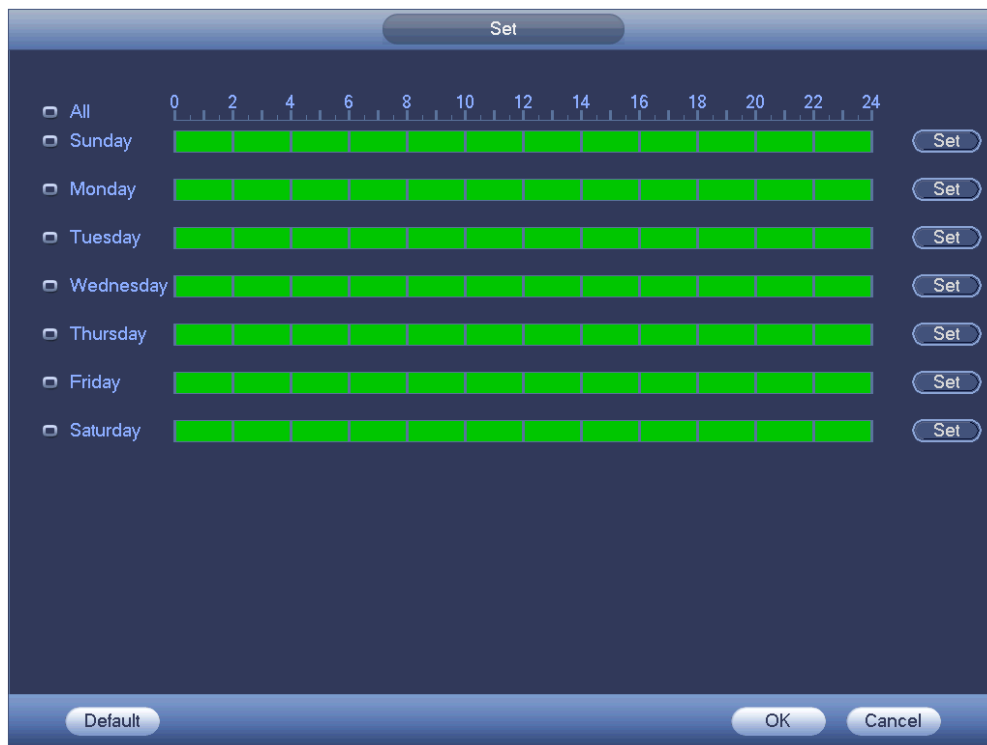 Set
0 2 4 6 8 10 12 14 16 18 20 22 24
All
Sunday Set
Monday Set
Tuesday Set
Wednesday Set
Thursday Set
Friday Set
Saturday Set
Default OK Cancel